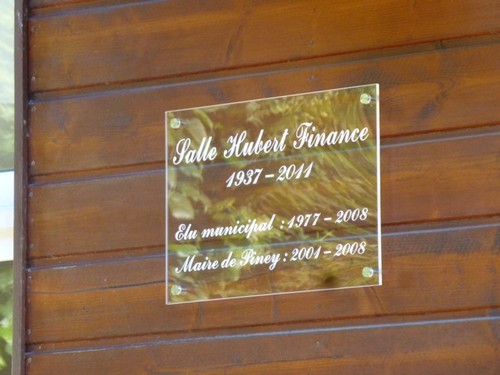 Salle Hubert Finance
1937 – 2011
Elu municipal : 1977 – 2008
Maire de Piney : 2001 – 2008